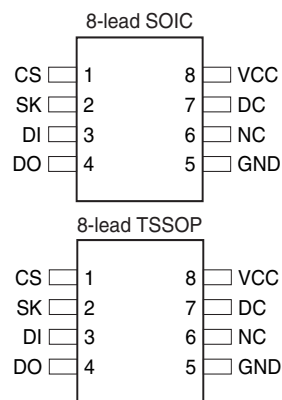 8-lead SOIC
CS 1 8 VCC
SK 2 7 DC
DI 3 6 NC
DO 4 5 GND
8-lead TSSOP
CS 1 8 VCC
SK 2 7 DC
DI 3 6 NC
DO 4 5 GND